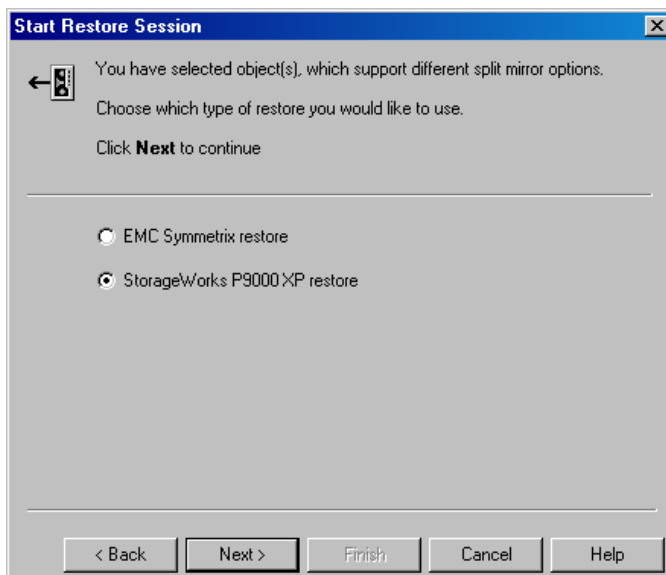 Start Restore Session
You have selected object(s), which support different split mirror options.
Choose which type of restore you would like to use.
Click Next to continue
EMC Symmetrix restore
StorageWorks P9000 XP restore
< Back
Next >
Finish
Cancel
Help